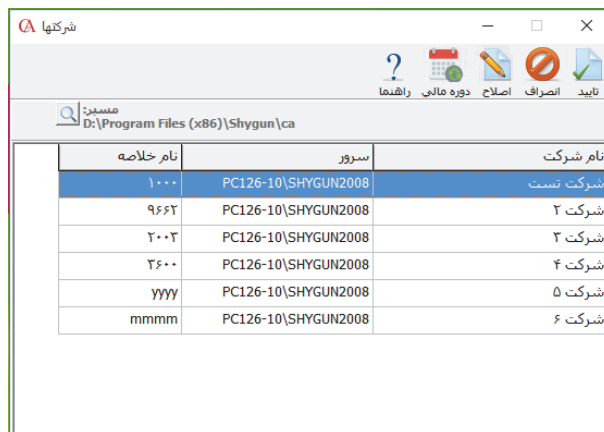 شرکتها
تایید انصراف اصلاح دوره مالی راهنما
مسیر:
D:\Program Files (x86)\Shygun\ca
نام شرکت سرور نام خلاصه
شرکت تست PC126-10\SHYGUN2008 ۱۰۰۰
شرکت ۲ PC126-10\SHYGUN2008 ۹۶۶۲
شرکت ۳ PC126-10\SHYGUN2008 ۲۰۰۳
شرکت ۴ PC126-10\SHYGUN2008 ۳۶۰۰
شرکت ۵ PC126-10\SHYGUN2008 yyyy
شرکت ۶ PC126-10\SHYGUN2008 mmmm